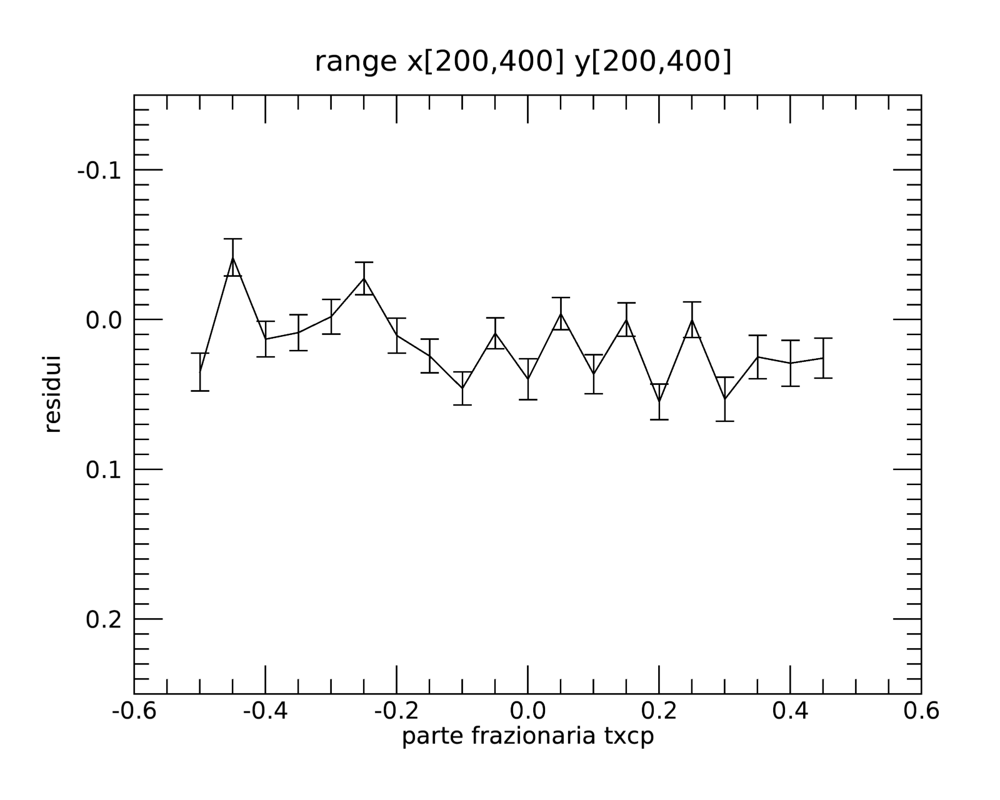 range x[200,400] y[200,400]
-0.1
0.0
0.1
0.2
residui
-0.6 -0.4 -0.2 0.0 0.2 0.4 0.6
parte frazionaria txcp